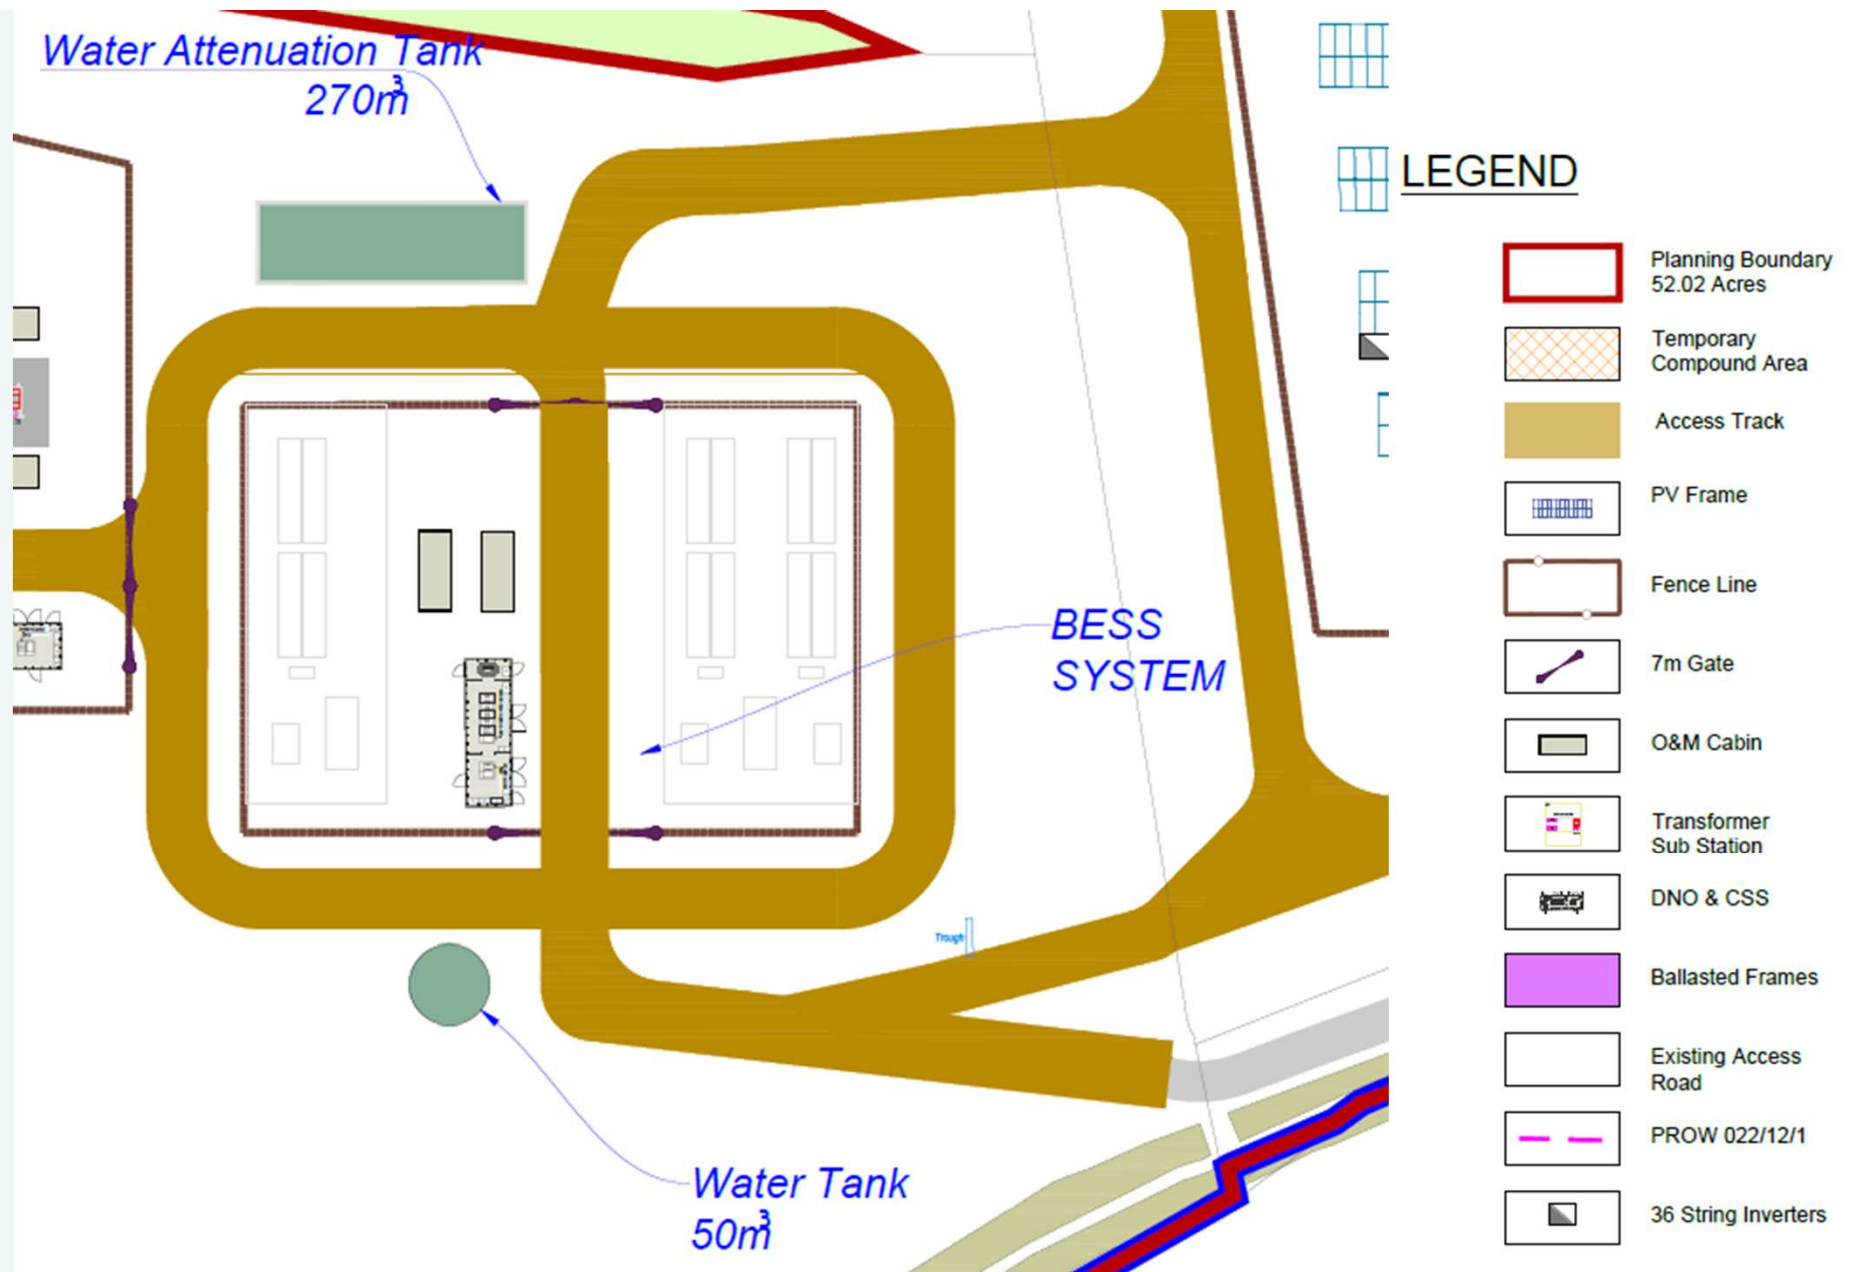 Water Attenuation Tank
270m³
BESS
SYSTEM
Trough
Water Tank
50m³
LEGEND
Planning Boundary
52.02 Acres
Temporary
Compound Area
Access Track
PV Frame
Fence Line
7m Gate
O&M Cabin
Transformer
Sub Station
DNO & CSS
Ballasted Frames
Existing Access
Road
PROW 022/12/1
36 String Inverters